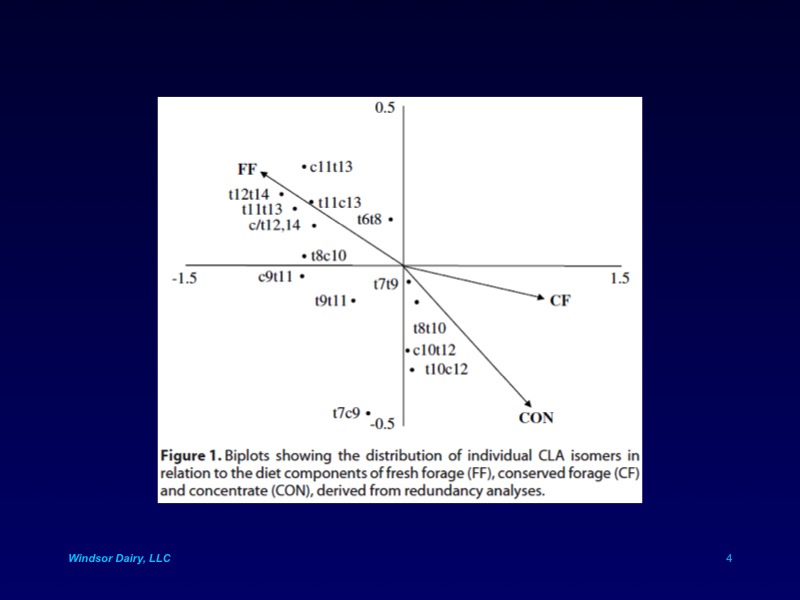 0.5
FF
c11t13
t12t14
t11c13
t11t13
t6t8
c/t12,14
t8c10
-1.5
c9t11
t7t9
1.5
t9t11
CF
t8t10
c10t12
t10c12
t7c9
-0.5
CON
Figure 1. Biplots showing the distribution of individual CLA isomers in
relation to the diet components of fresh forage (FF), conserved forage (CF)
and concentrate (CON), derived from redundancy analyses.
Windsor Dairy, LLC
4